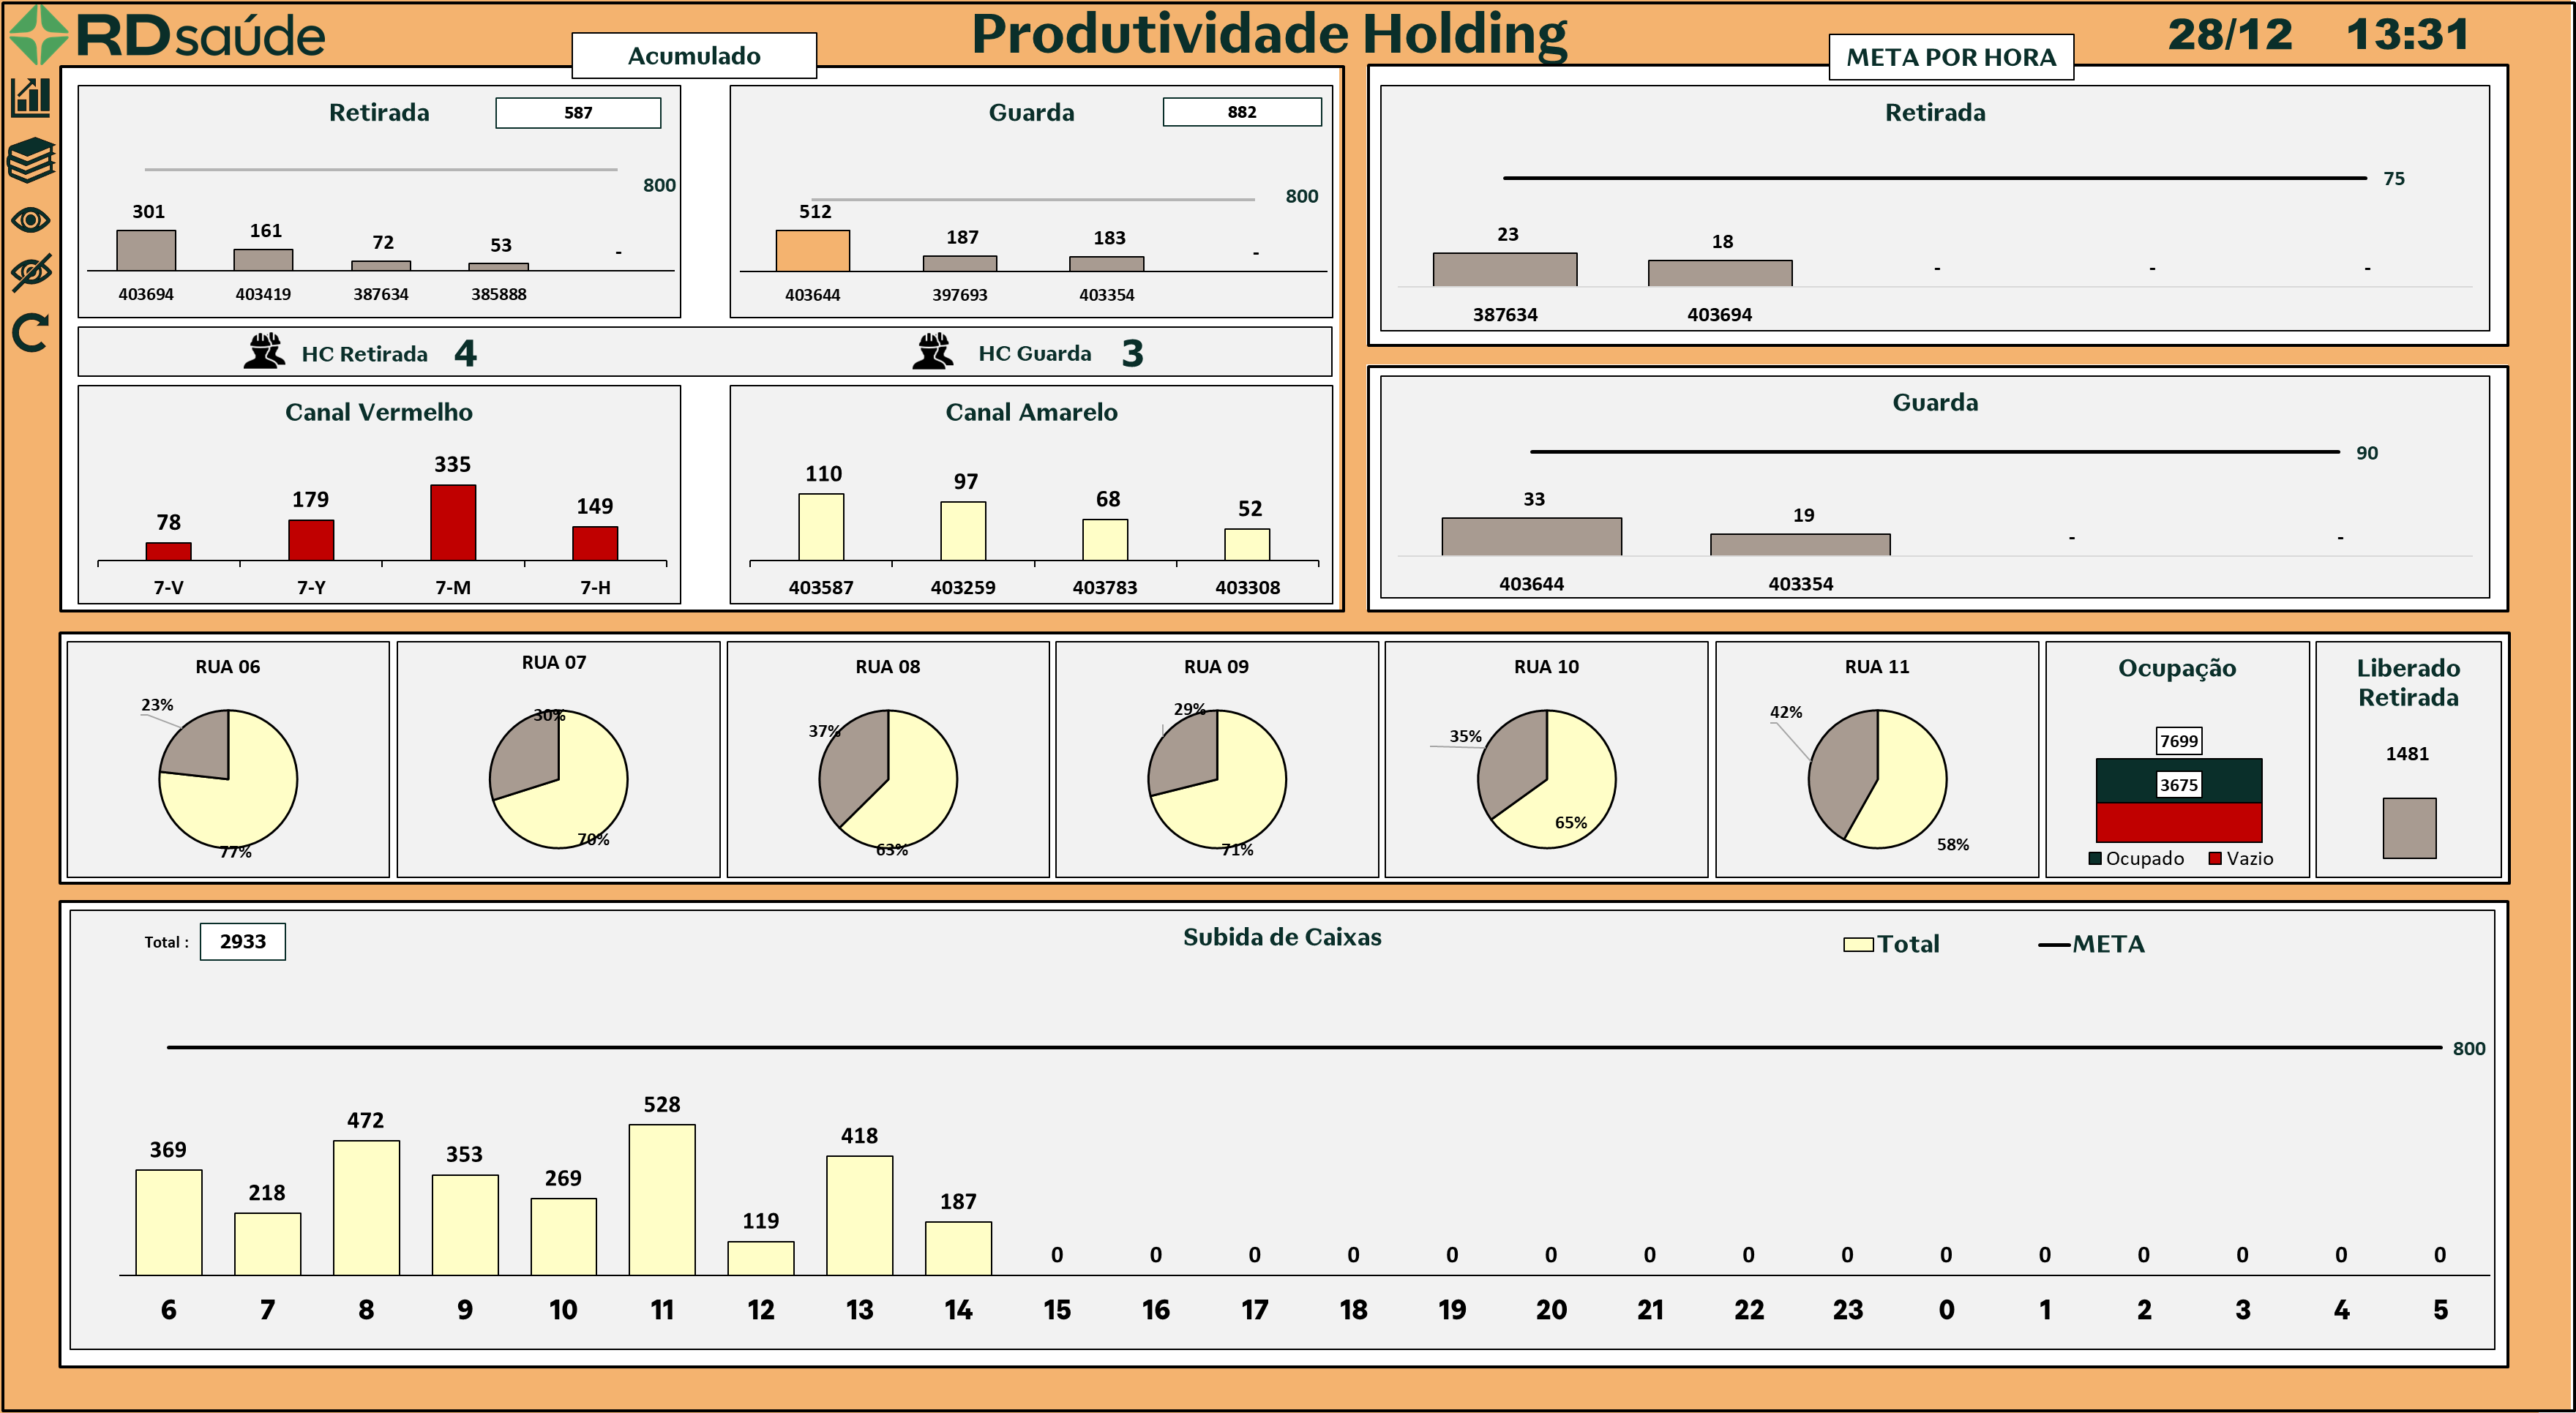 RDsaúde
Produtividade Holding
28/12 13:31
Acumulado
META POR HORA
Retirada
587
800
301
161
72
53
-
403694
403419
387634
385888
Guarda
882
800
512
187
183
-
403644
397693
403354
Retirada
75
23
18
-
-
-
387634
403694
HC Retirada 4
HC Guarda 3
Canal Vermelho
78
179
335
149
7-V
7-Y
7-M
7-H
Canal Amarelo
110
97
68
52
403587
403259
403783
403308
Guarda
90
33
19
-
-
403644
403354
RUA 06
23%
77%
RUA 07
30%
70%
RUA 08
37%
63%
RUA 09
29%
71%
RUA 10
35%
65%
RUA 11
42%
58%
Ocupação
7699
3675
Ocupado Vazio
Liberado
Retirada
1481
Total : 2933
Subida de Caixas
Total META
800
369 218 472 353 269 528 119 418 187 0 0 0 0 0 0 0 0 0 0 0 0 0 0 0
6 7 8 9 10 11 12 13 14 15 16 17 18 19 20 21 22 23 0 1 2 3 4 5